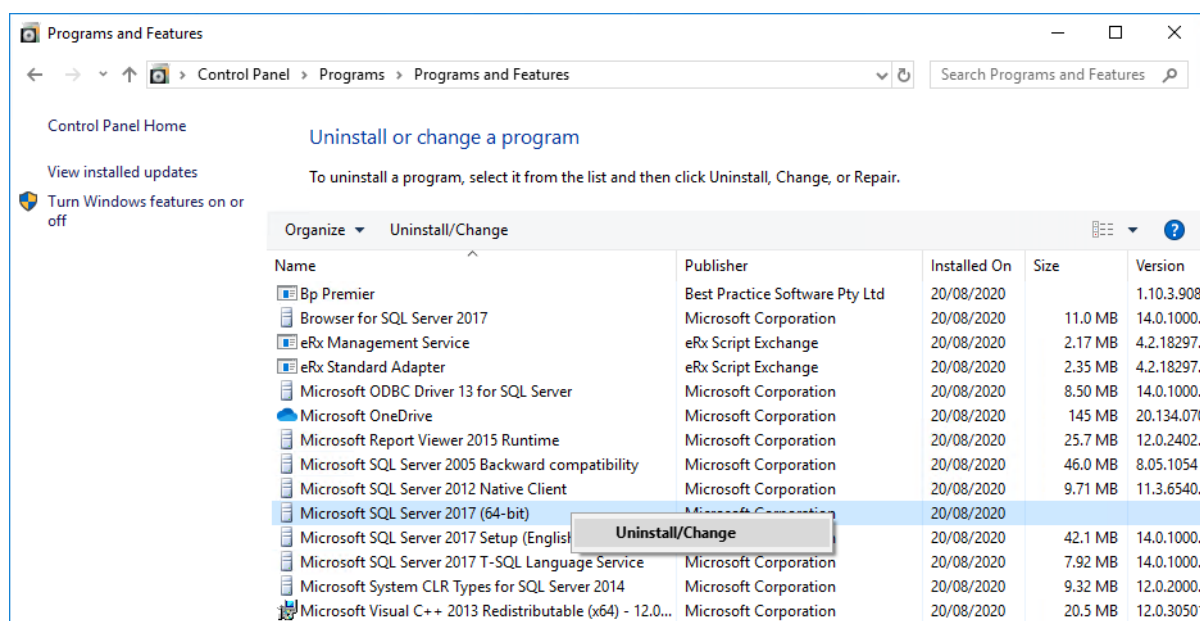 Programs and Features
Control Panel > Programs > Programs and Features
Search Programs and Features
Control Panel Home
View installed updates
Turn Windows features on or
off
Uninstall or change a program
To uninstall a program, select it from the list and then click Uninstall, Change, or Repair.
Organize Uninstall/Change
?
Name Publisher Installed On Size Version
Bp Premier Best Practice Software Pty Ltd 20/08/2020 1.10.3.908
Browser for SQL Server 2017 Microsoft Corporation 20/08/2020 11.0 MB 14.0.1000.
eRx Management Service eRx Script Exchange 20/08/2020 2.17 MB 4.2.18297.
eRx Standard Adapter eRx Script Exchange 20/08/2020 2.35 MB 4.2.18297.
Microsoft ODBC Driver 13 for SQL Server Microsoft Corporation 20/08/2020 8.50 MB 14.0.1000.
Microsoft OneDrive Microsoft Corporation 20/08/2020 145 MB 20.134.070
Microsoft Report Viewer 2015 Runtime Microsoft Corporation 20/08/2020 25.7 MB 12.0.2402.
Microsoft SQL Server 2005 Backward compatibility Microsoft Corporation 20/08/2020 46.0 MB 8.05.1054
Microsoft SQL Server 2012 Native Client Microsoft Corporation 20/08/2020 9.71 MB 11.3.6540.
Microsoft SQL Server 2017 (64-bit) Microsoft Corporation 20/08/2020
Uninstall/Change
Microsoft SQL Server 2017 Setup (English 20/08/2020 42.1 MB 14.0.1000.
Microsoft SQL Server 2017 T-SQL Language Service Microsoft Corporation 20/08/2020 7.92 MB 14.0.1000.
Microsoft System CLR Types for SQL Server 2014 Microsoft Corporation 20/08/2020 9.32 MB 12.0.2000.
Microsoft Visual C++ 2013 Redistributable (x64) - 12.0... Microsoft Corporation 20/08/2020 20.5 MB 12.0.30501